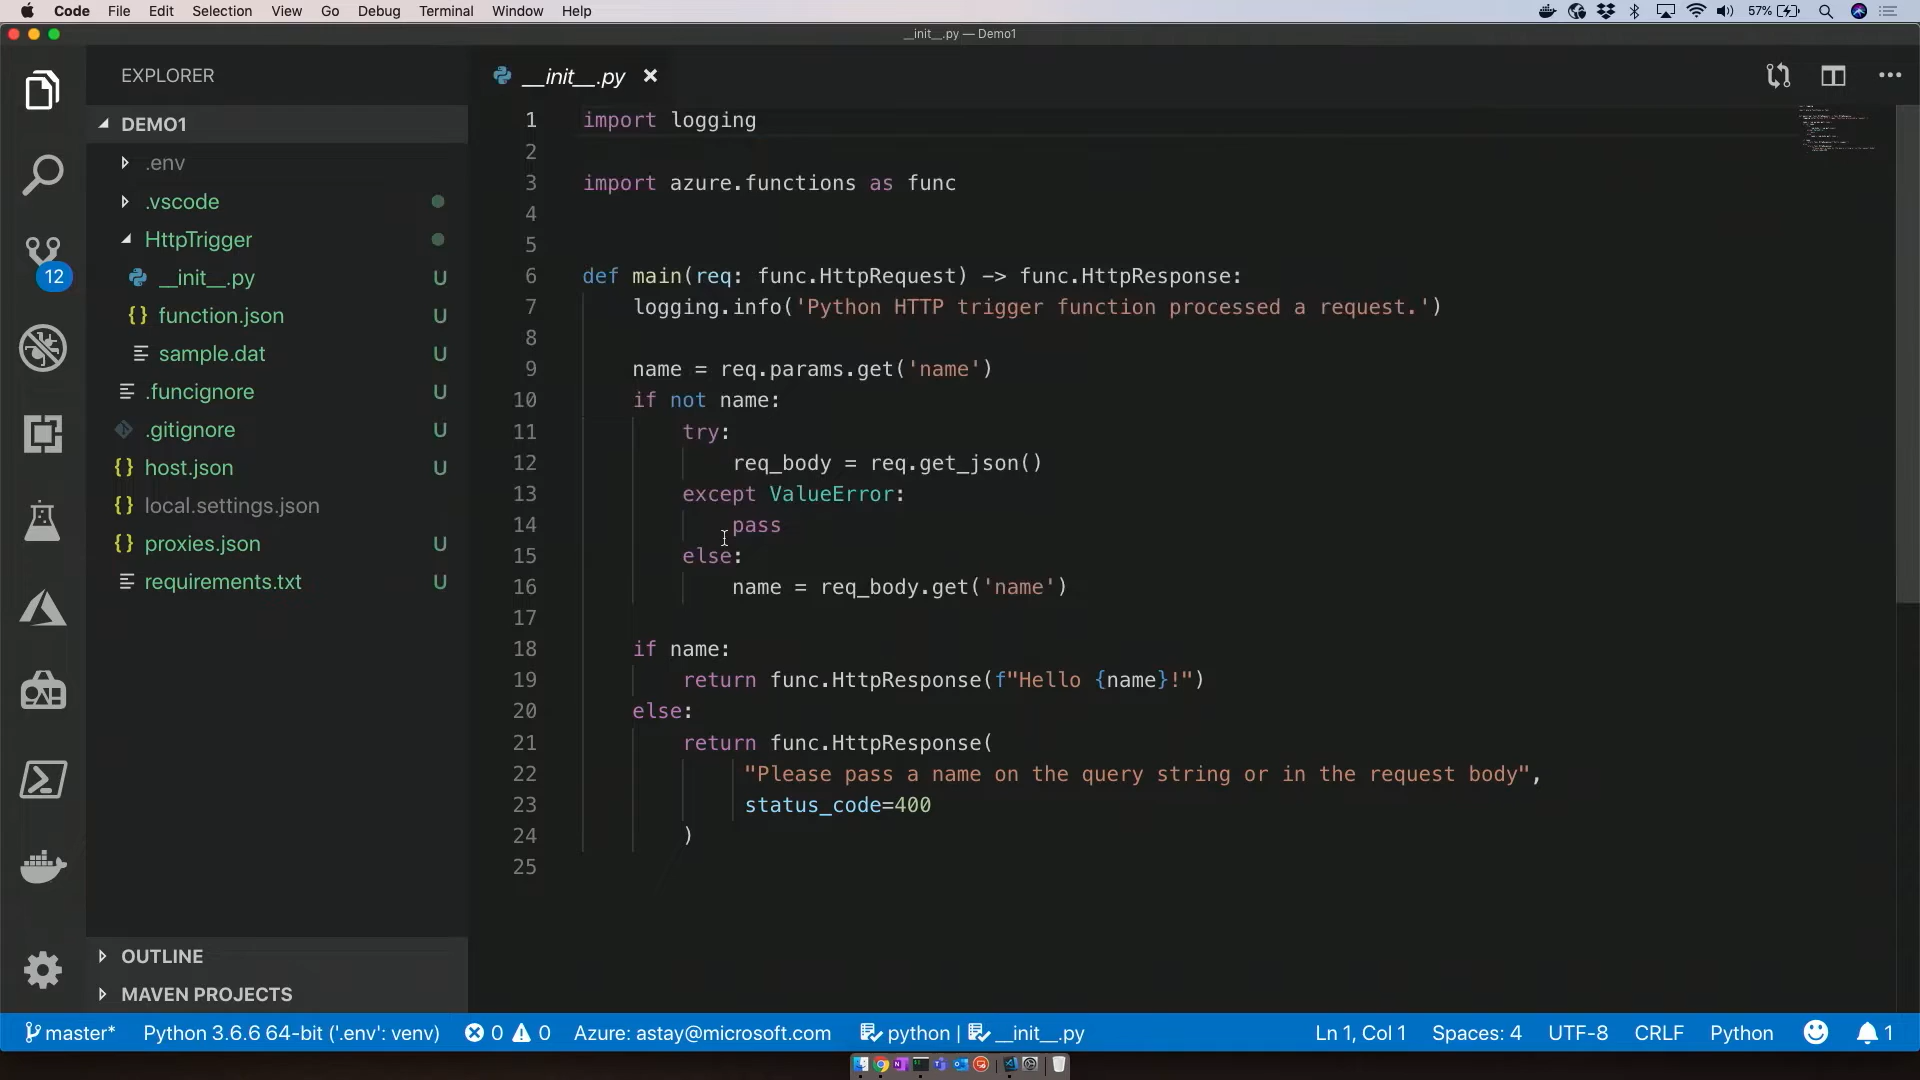 Code File Edit Selection View Go Debug Terminal Window Help 57%
__init__.py — Demo1
EXPLORER
DEMO1
.env
.vscode
HttpTrigger
__init__.py U
function.json U
sample.dat U
.funcignore U
.gitignore U
host.json U
local.settings.json
proxies.json U
requirements.txt U
OUTLINE
MAVEN PROJECTS
12
__init__.py
1 import logging
2
3 import azure.functions as func
4
5
6 def main(req: func.HttpRequest) -> func.HttpResponse:
7 logging.info('Python HTTP trigger function processed a request.')
8
9 name = req.params.get('name')
10 if not name:
11 try:
12 req_body = req.get_json()
13 except ValueError:
14 pass
15 else:
16 name = req_body.get('name')
17
18 if name:
19 return func.HttpResponse(f"Hello {name}!")
20 else:
21 return func.HttpResponse(
22 "Please pass a name on the query string or in the request body",
23 status_code=400
24 )
25
master* Python 3.6.6 64-bit ('.env': venv) 0 0 Azure: astay@microsoft.com python | __init__.py Ln 1, Col 1 Spaces: 4 UTF-8 CRLF Python 1